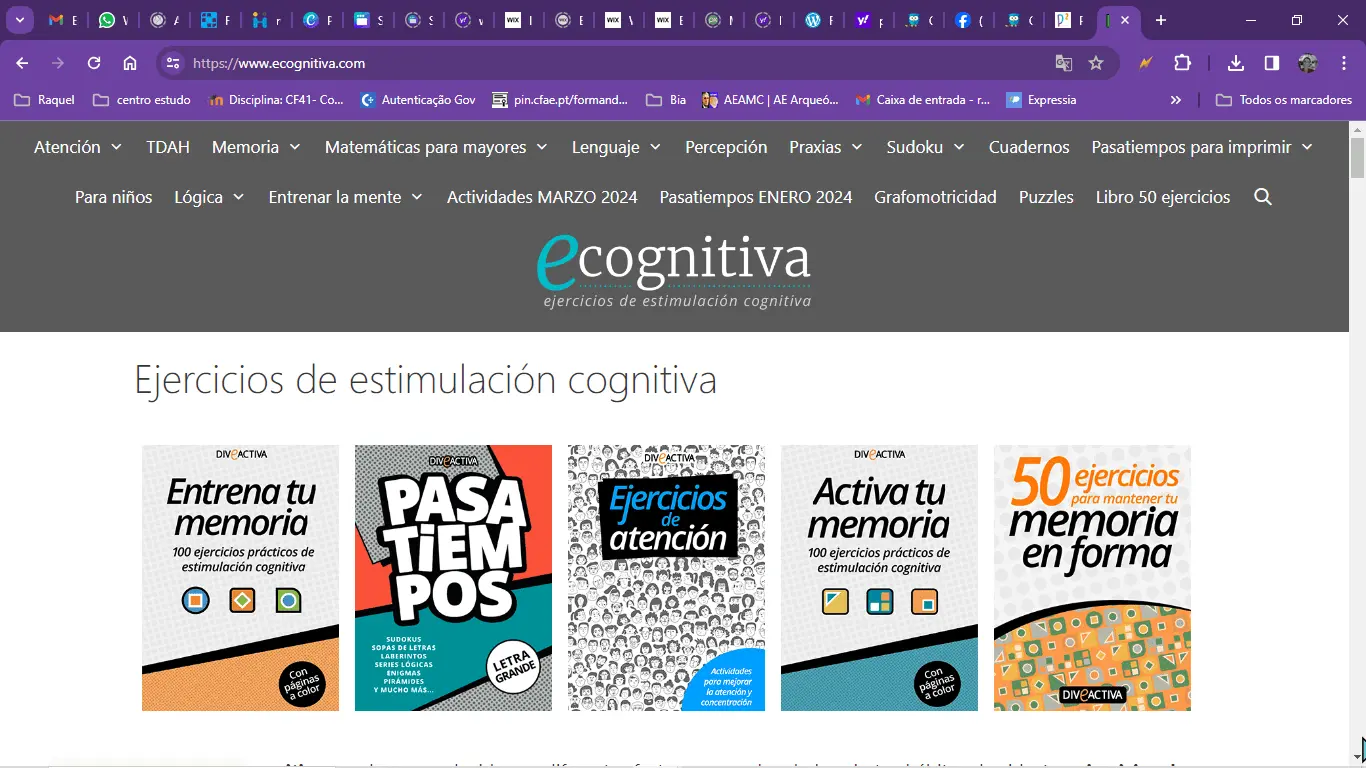 https://www.ecognitiva.com
Raquel
centro estudo
Disciplina: CF41- Co...
Autenticação Gov
pin.cfae.pt/formand...
Bia
AEAMC | AE Arqueó...
Caixa de entrada - r...
Expressia
Todos os marcadores
Atención
TDAH
Memoria
Matemáticas para mayores
Lenguaje
Percepción
Praxias
Sudoku
Cuadernos
Pasatiempos para imprimir
Para niños
Lógica
Entrenar la mente
Actividades MARZO 2024
Pasatiempos ENERO 2024
Grafomotricidad
Puzzles
Libro 50 ejercicios
ecognitiva
ejercicios de estimulación cognitiva
Ejercicios de estimulación cognitiva
DIVeACTIVA
Entrena tu
memoria
100 ejercicios prácticos de
estimulación cognitiva
Con
páginas
a color
DIVeACTIVA
PASA
TiEM
POS
SUDOKUS
SOPAS DE LETRAS
LABERINTOS
SERIES LÓGICAS
ENIGMAS
PIRÁMIDES
Y MUCHO MÁS...
LETRA
GRANDE
DIVeACTIVA
Ejercicios
de
atención
Actividades
para mejorar
la atención y
concentración
DIVeACTIVA
Activa tu
memoria
100 ejercicios prácticos de
estimulación cognitiva
Con
páginas
a color
50 ejercicios
para mantener tu
memoria
en forma
DIVeACTIVA